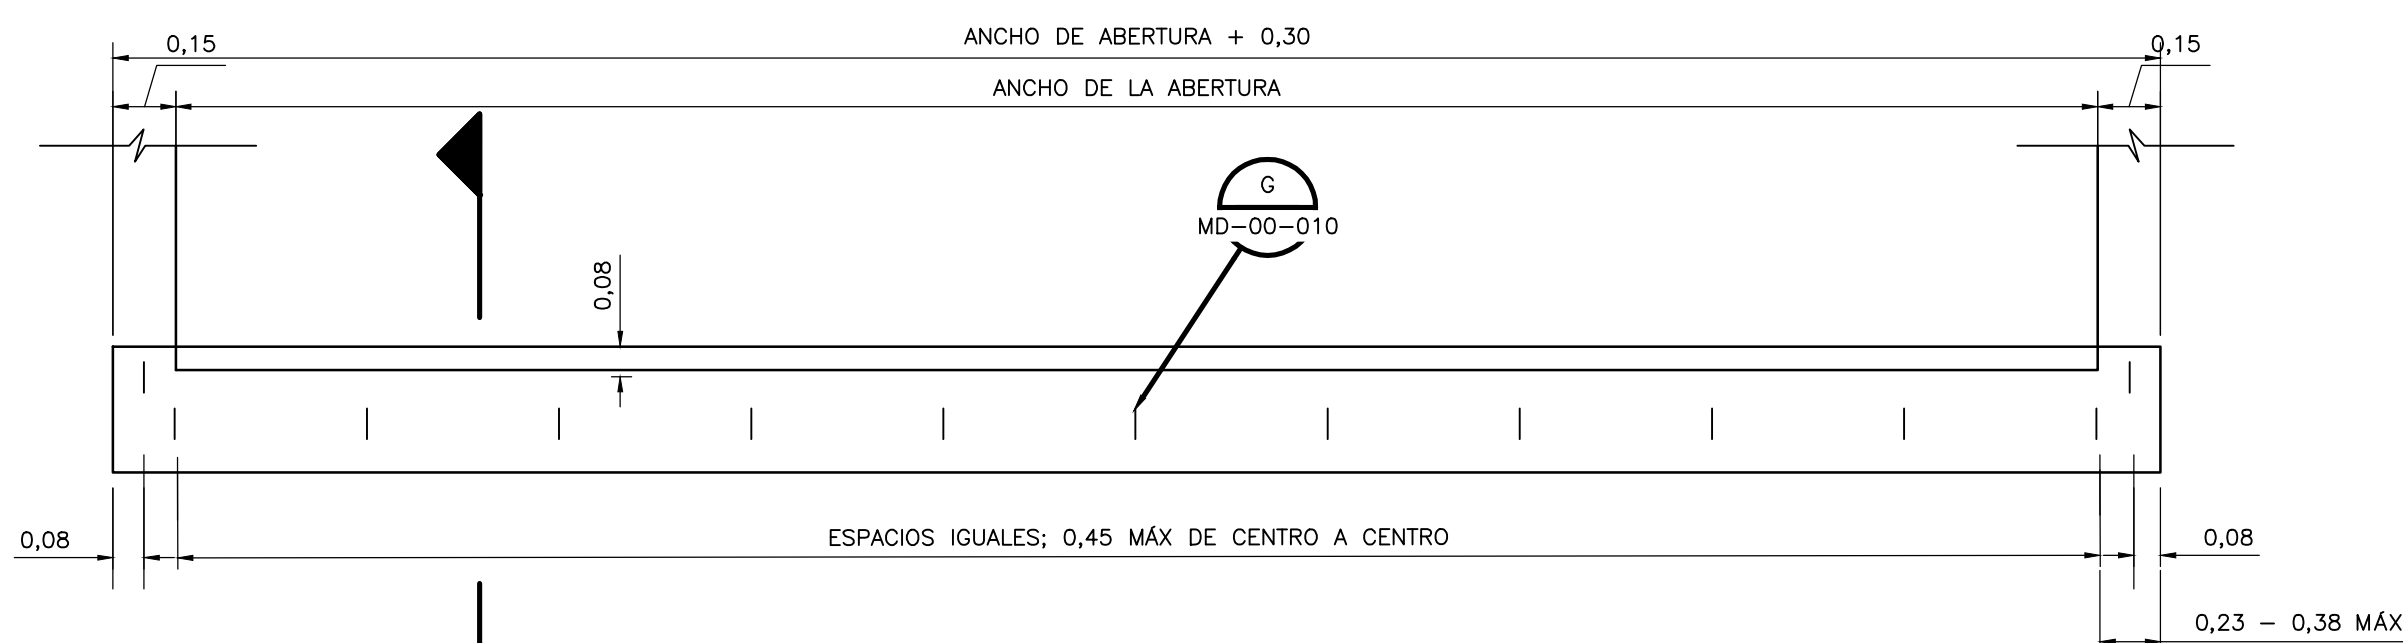 ANCHO DE ABERTURA + 0,30
0,15
0,15
ANCHO DE LA ABERTURA
G
MD-00-010
0,08
ESPACIOS IGUALES; 0,45 MÁX DE CENTRO A CENTRO
0,08
0,08
0,23 - 0,38 MÁX